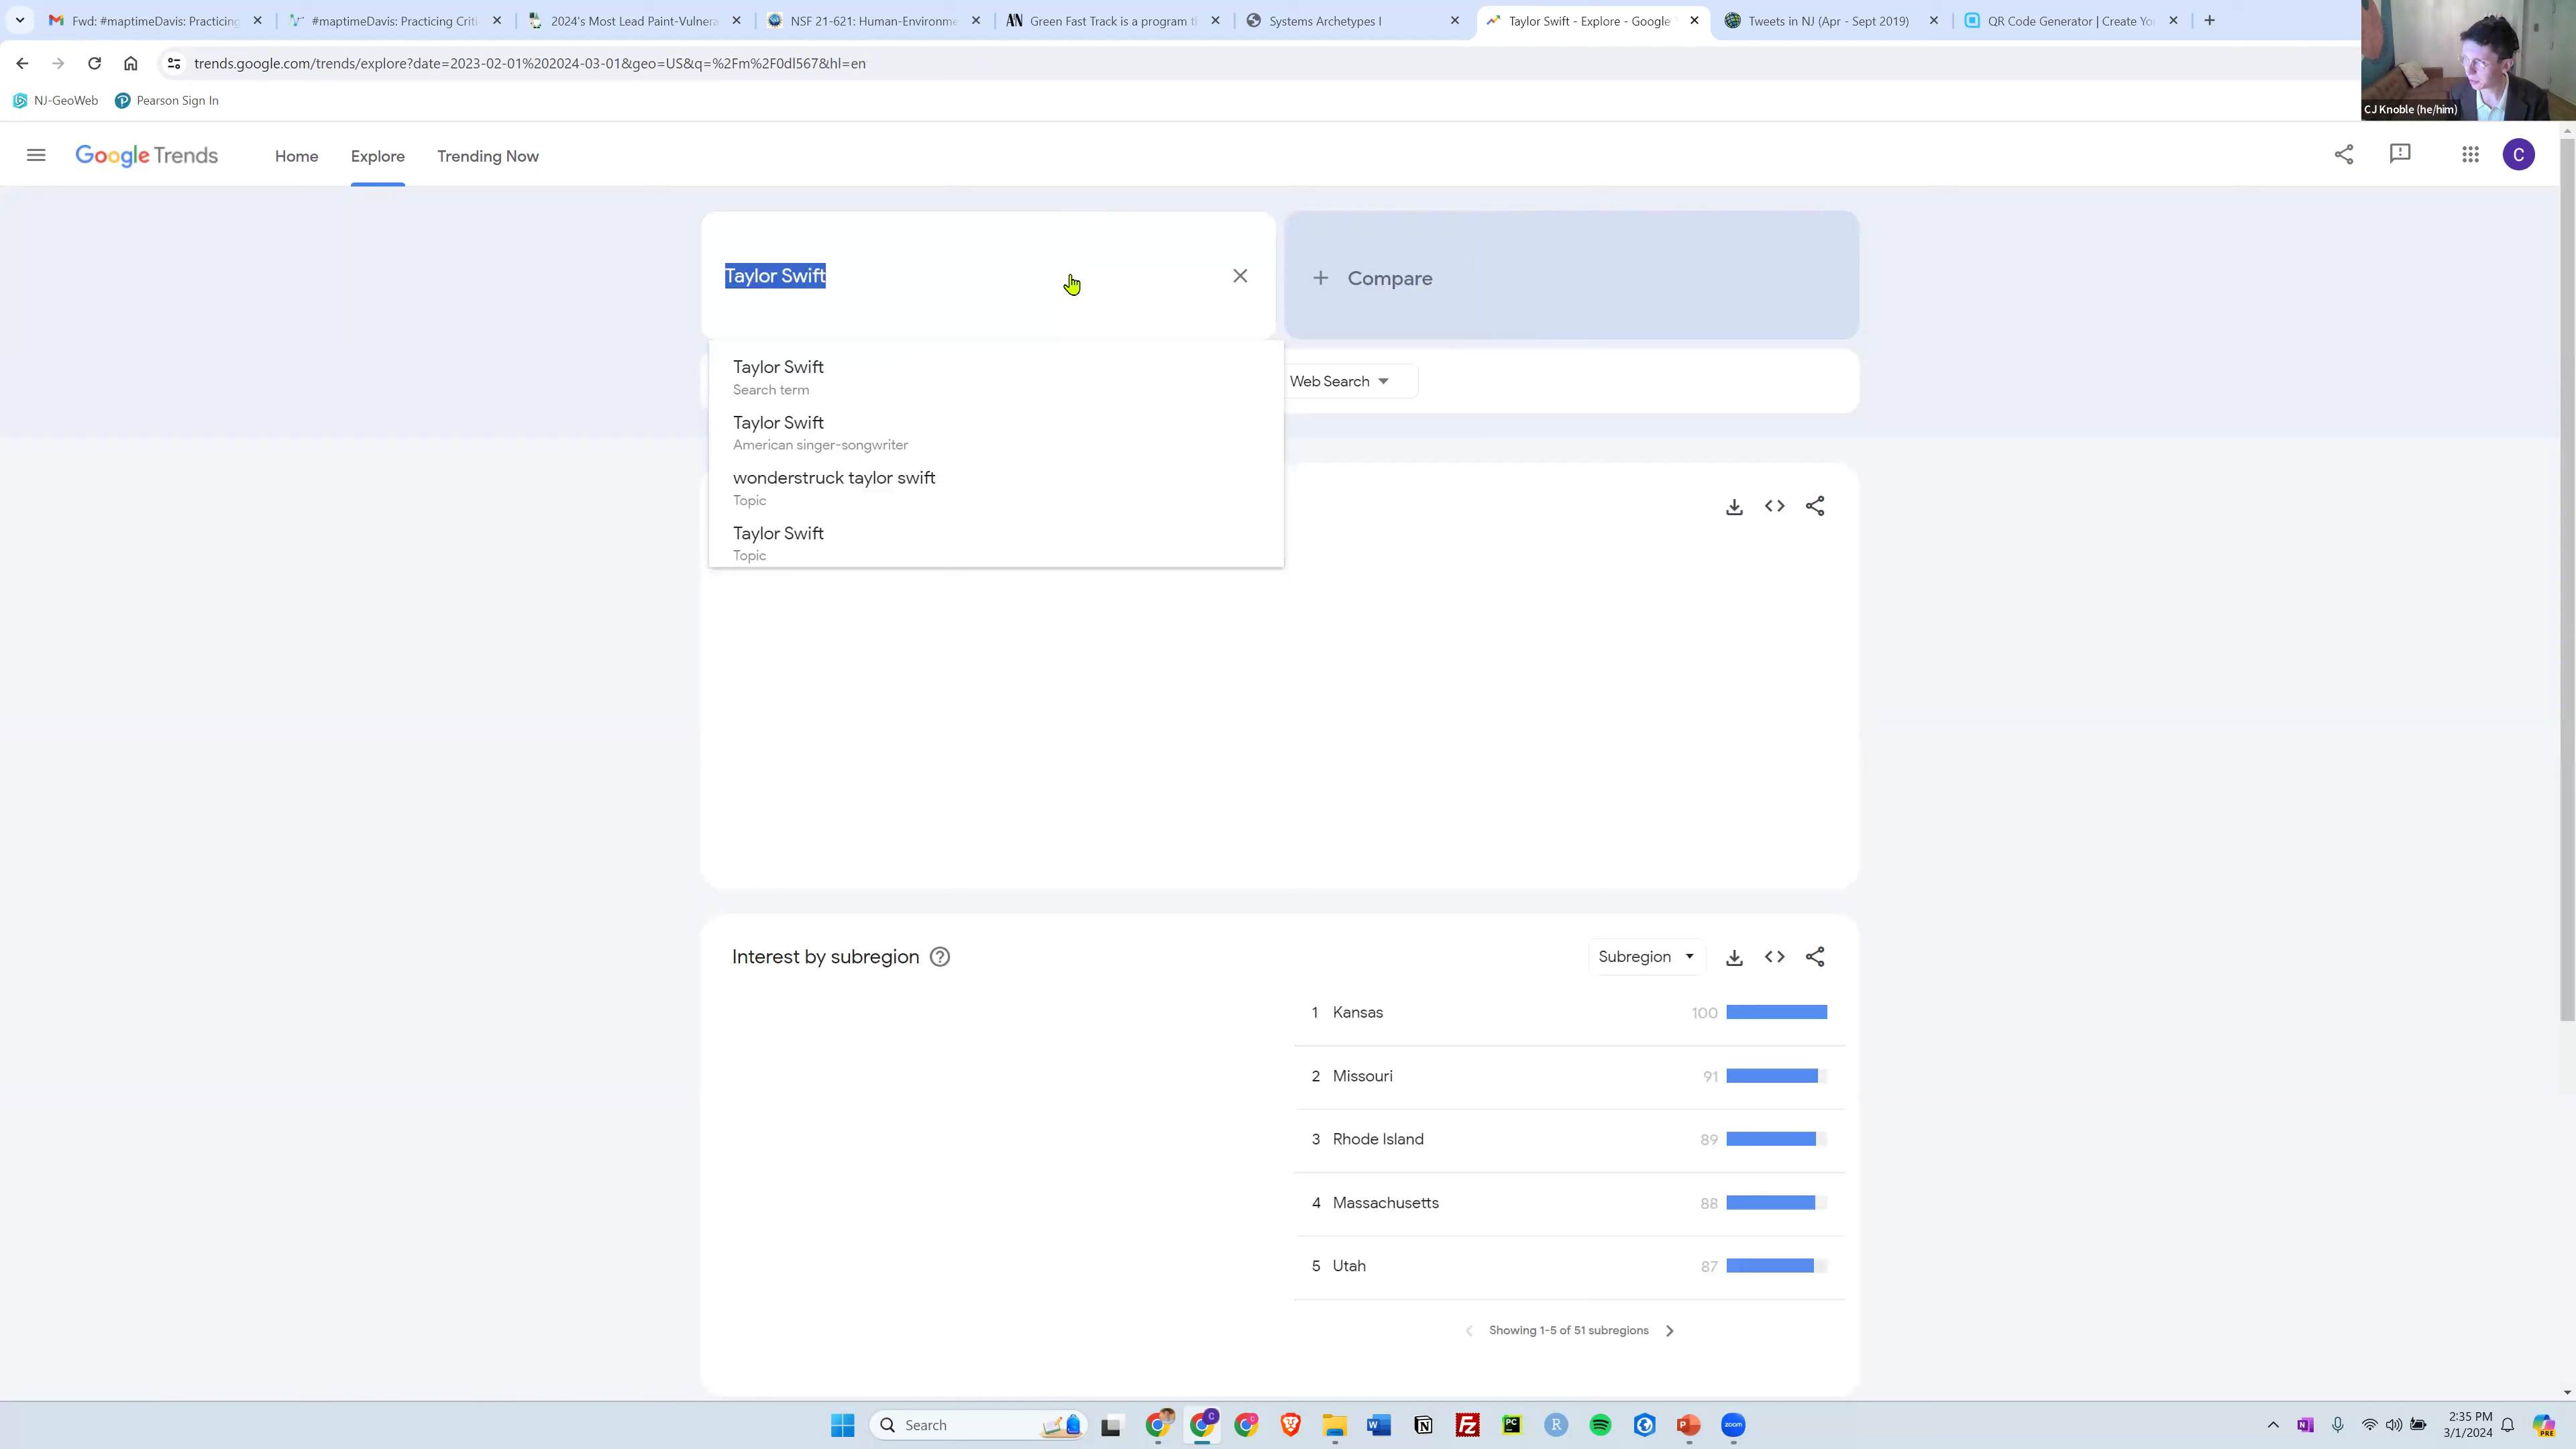 Fwd: #maptimeDavis: Practicing
#maptimeDavis: Practicing Criti
2024's Most Lead Paint-Vulnera
NSF 21-621: Human-Environme
Green Fast Track is a program t
Systems Archetypes I
Taylor Swift - Explore - Google
Tweets in NJ (Apr - Sept 2019)
QR Code Generator | Create Yo
trends.google.com/trends/explore?date=2023-02-01%202024-03-01&geo=US&q=%2Fm%2F0dl567&hl=en
NJ-GeoWeb
Pearson Sign In
CJ Knoble (he/him)
Google Trends
Home
Explore
Trending Now
C
Taylor Swift
Compare
Taylor Swift
Search term
Taylor Swift
American singer-songwriter
wonderstruck taylor swift
Topic
Taylor Swift
Topic
Web Search
Interest by subregion
Subregion
1 Kansas 100
2 Missouri 91
3 Rhode Island 89
4 Massachusetts 88
5 Utah 87
Showing 1-5 of 51 subregions
Search
2:35 PM
3/1/2024